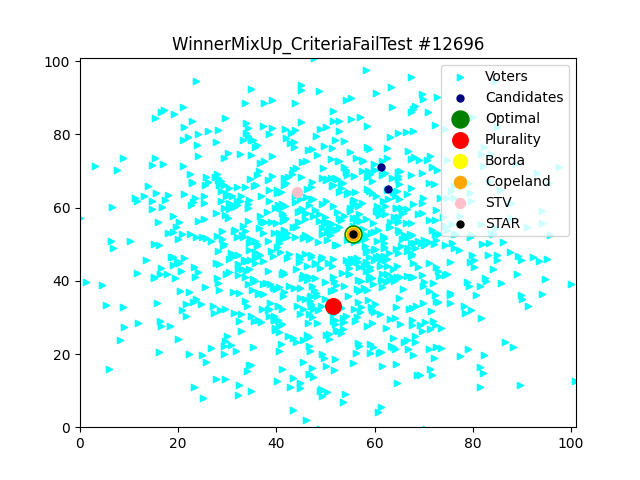 WinnerMixUp_CriteriaFailTest #12696
100
80
60
40
20
0
0
20
40
60
80
100
Voters
Candidates
Optimal
Plurality
Borda
Copeland
STV
STAR